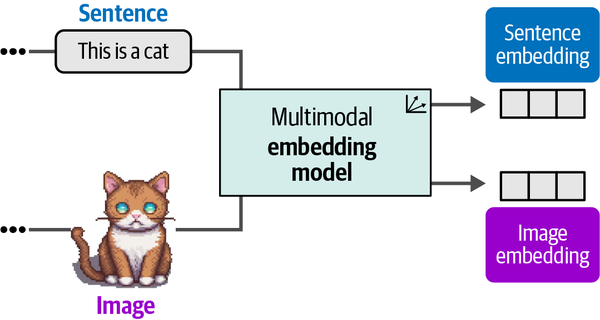 Sentence
This is a cat
Sentence
embedding
Multimodal
embedding
model
Image
embedding
Image